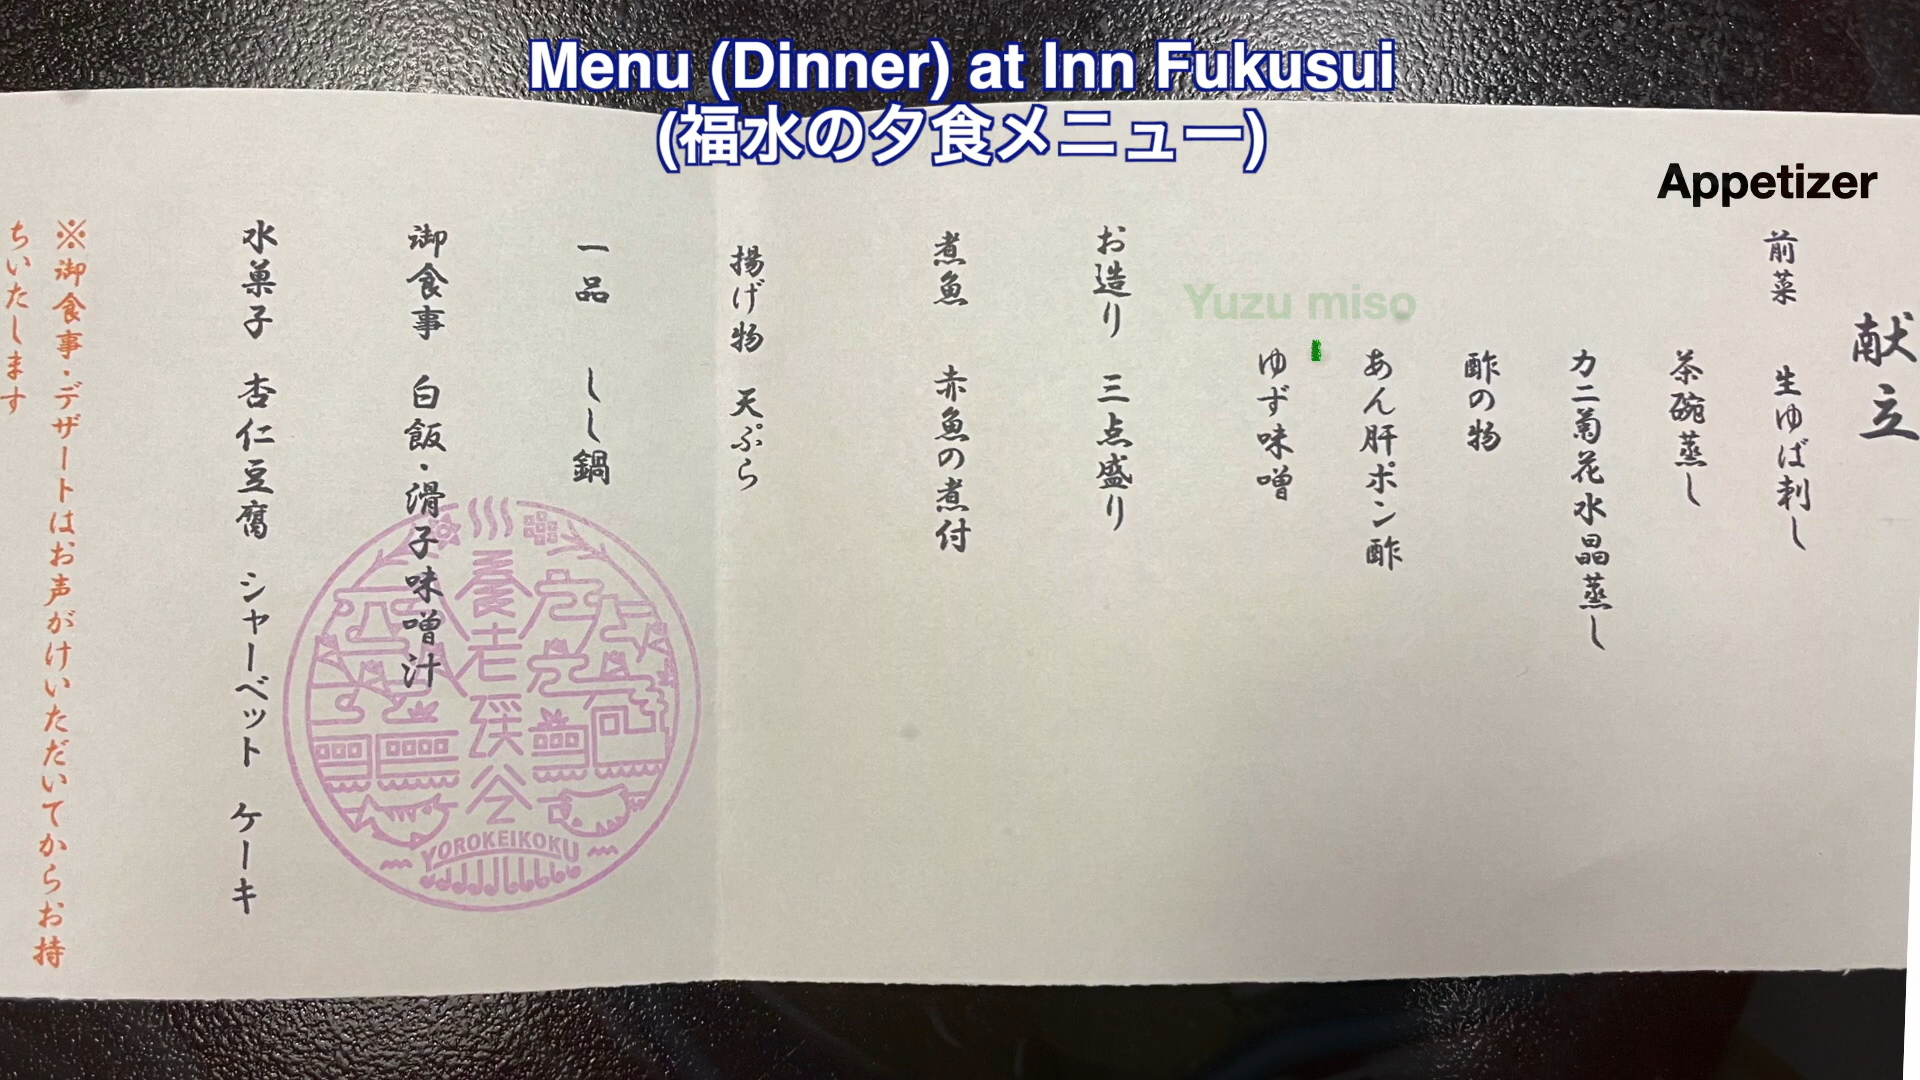 Menu (Dinner) at Inn Fukusui
(福水の夕食メニュー)
Appetizer
献立
前菜 生ゆば刺し
茶碗蒸し
カニ菊花水晶蒸し
酢の物
あん肝ポン酢
Yuzu miso
ゆず味噌
お造り 三点盛り
煮魚 赤魚の煮付
揚げ物 天ぷら
一品 しし鍋
御食事 白飯・滑子味噌汁
水菓子 杏仁豆腐 シャーベット ケーキ
※御食事・デザートはお声がけいただいてからお持
ちいたします
養老渓谷
YOROKEIKOKU